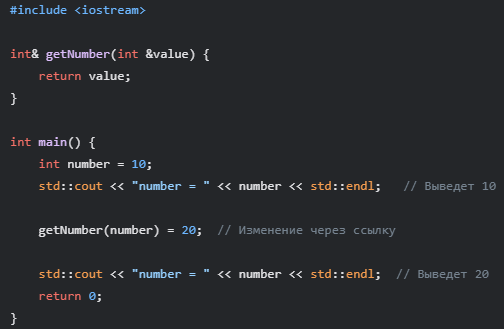 #include <iostream>

int& getNumber(int &value) {
    return value;
}

int main() {
    int number = 10;
    std::cout << "number = " << number << std::endl;   // Выведет 10

    getNumber(number) = 20;  // Изменение через ссылку

    std::cout << "number = " << number << std::endl;  // Выведет 20
    return 0;
}